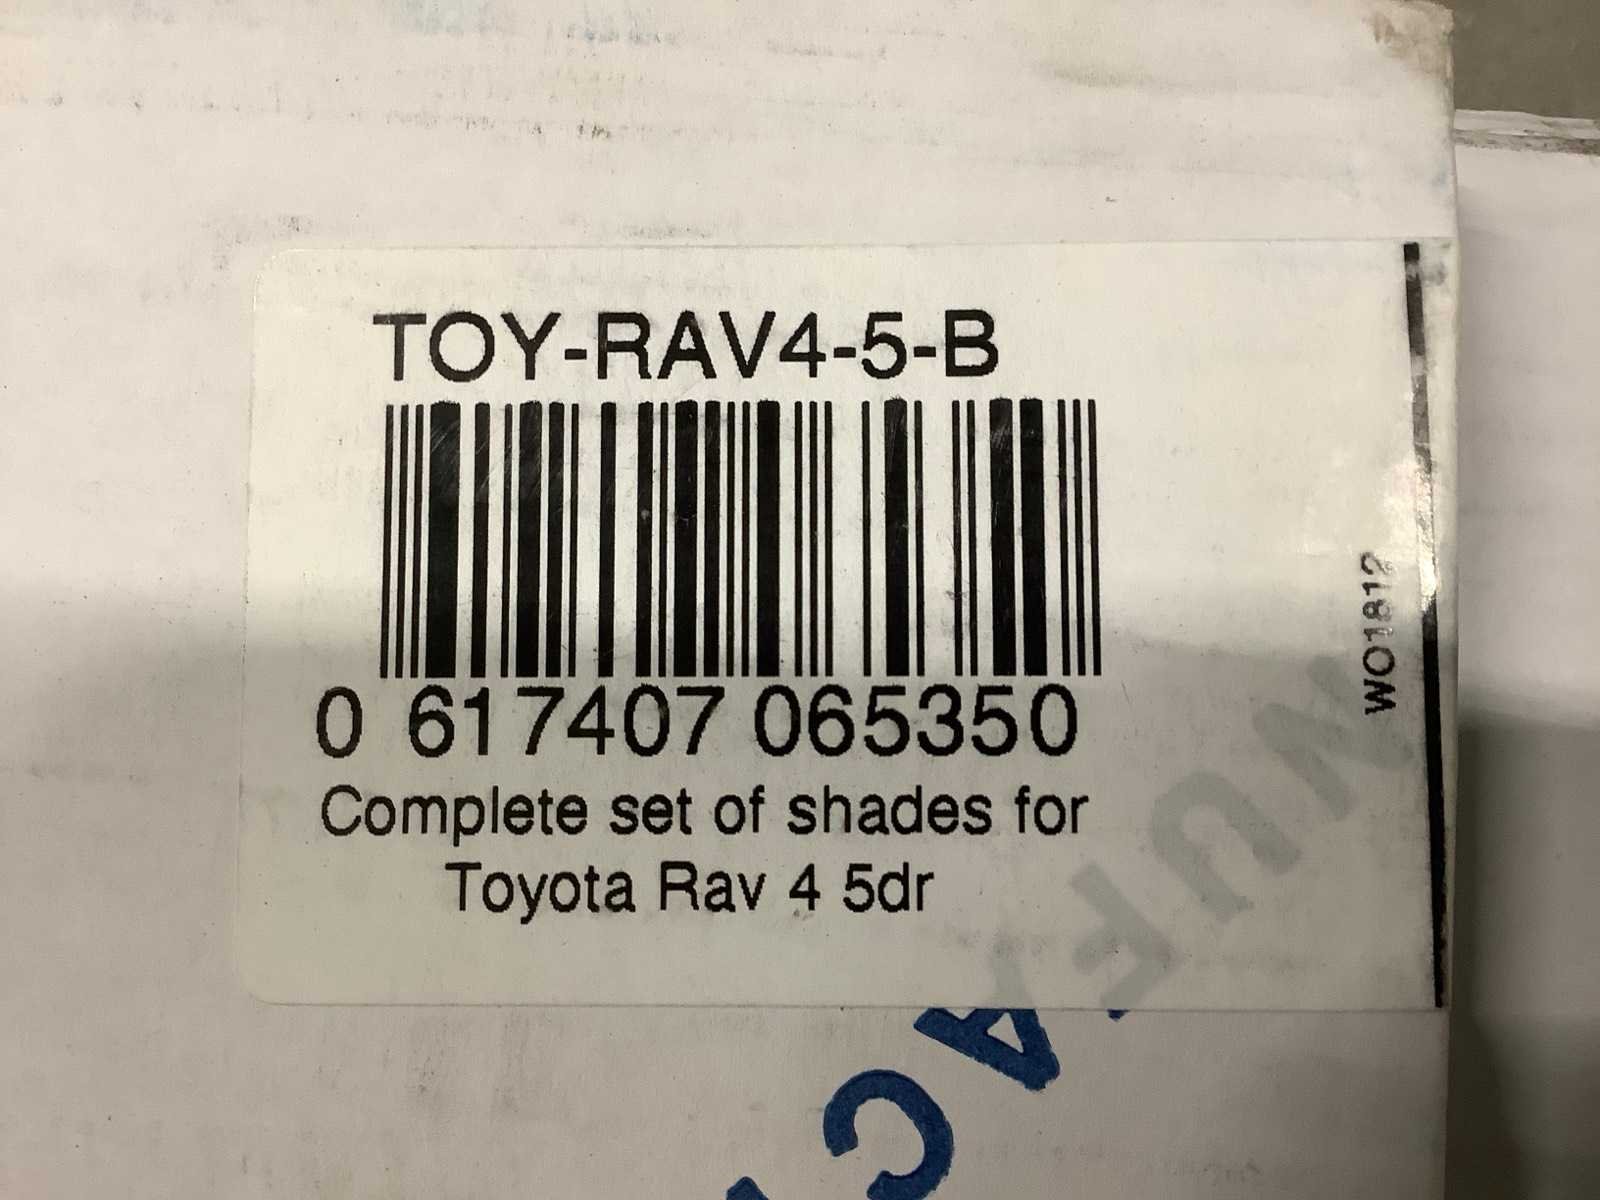 TOY-RAV4-5-B
0 617407 065350
Complete set of shades for
Toyota Rav 4 5dr
WO1812